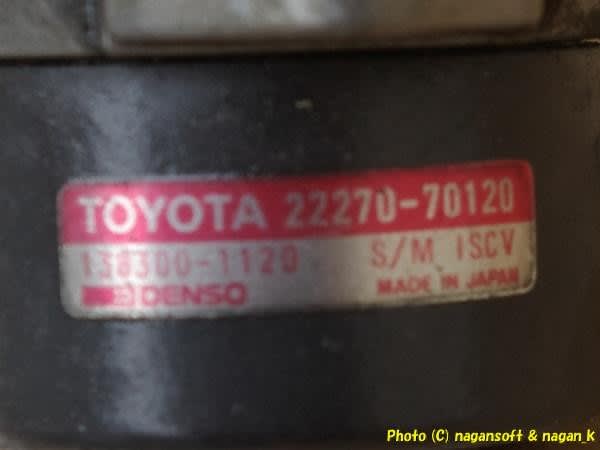 TOYOTA 22270-70120
138300-1120 S/M ISCV
DENSO MADE IN JAPAN
Photo (C) nagansoft & nagan_k